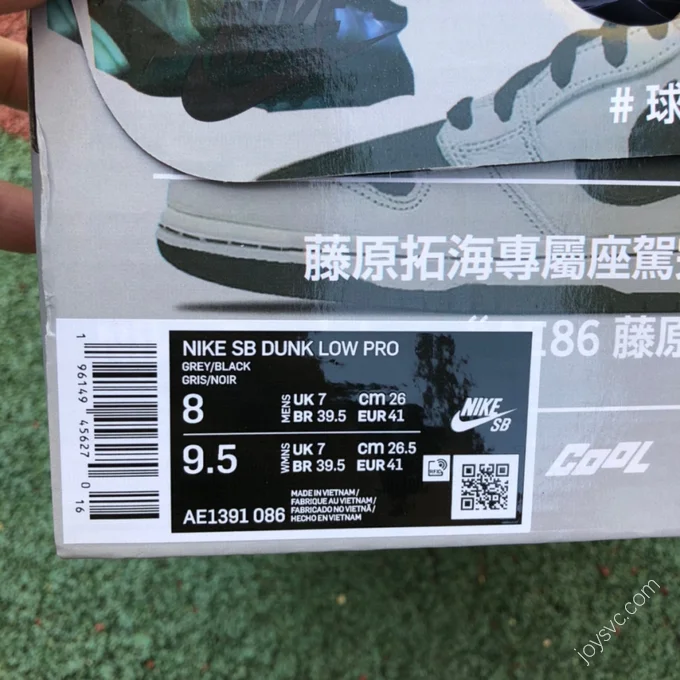 # 球
藤原拓海專屬座駕
86 藤原
1 96149 45627 0 16
NIKE SB DUNK LOW PRO
GREY/BLACK
GRIS/NOIR
8 MENS UK 7 cm 26
BR 39.5 EUR 41
9.5 WMNS UK 7 cm 26.5
BR 39.5 EUR 41
MADE IN VIETNAM /
FABRIQUE AU VIETNAM /
FABRICADO NO VIETNÃ /
HECHO EN VIETNAM
AE1391 086
NIKE SB
COOL
joysvc.com